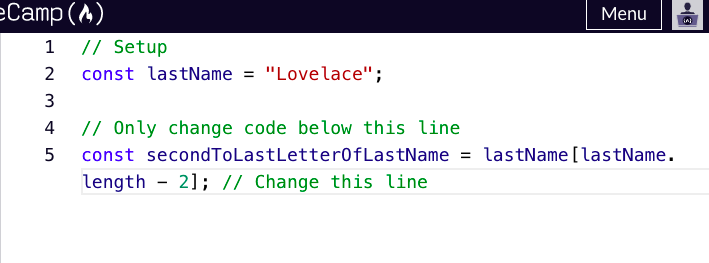 eCamp(🔥)
Menu
1 // Setup
2 const lastName = "Lovelace";
3
4 // Only change code below this line
5 const secondToLastLetterOfLastName = lastName[lastName.
length - 2]; // Change this line